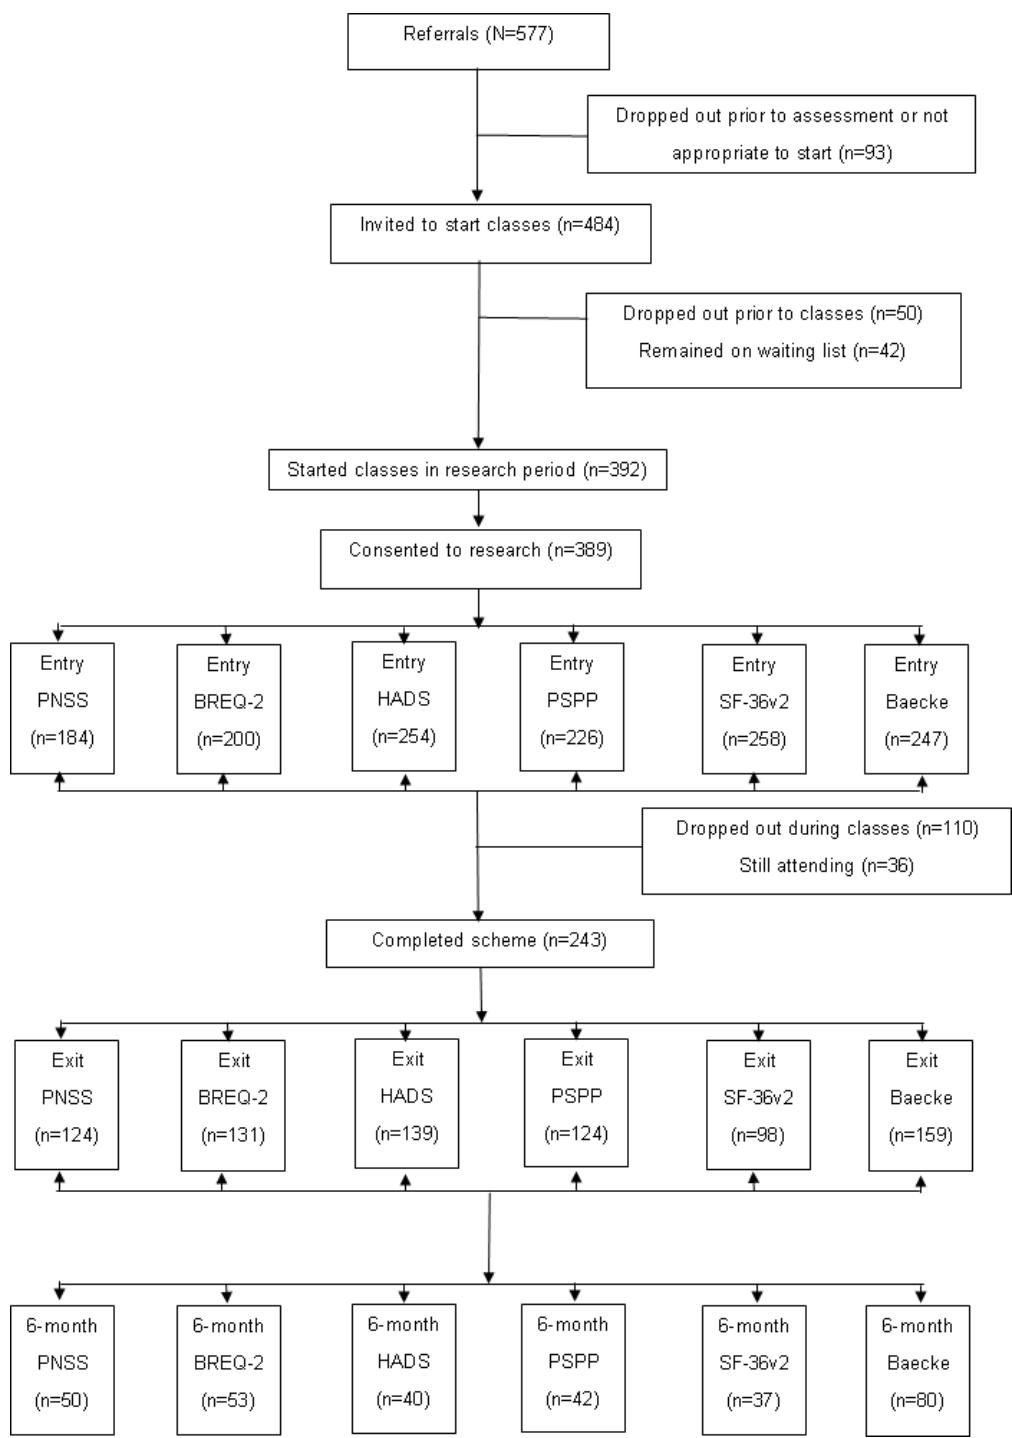 Referrals (N=577)
Dropped out prior to assessment or not
appropriate to start (n=93)
Invited to start classes (n=484)
Dropped out prior to classes (n=50)
Remained on waiting list (n=42)
Started classes in research period (n=392)
Consented to research (n=389)
Entry
PNSS
(n=184)
Entry
BREQ-2
(n=200)
Entry
HADS
(n=254)
Entry
PSPP
(n=226)
Entry
SF-36v2
(n=258)
Entry
Baecke
(n=247)
Dropped out during classes (n=110)
Still attending (n=36)
Completed scheme (n=243)
Exit
PNSS
(n=124)
Exit
BREQ-2
(n=131)
Exit
HADS
(n=139)
Exit
PSPP
(n=124)
Exit
SF-36v2
(n=98)
Exit
Baecke
(n=159)
6-month
PNSS
(n=50)
6-month
BREQ-2
(n=53)
6-month
HADS
(n=40)
6-month
PSPP
(n=42)
6-month
SF-36v2
(n=37)
6-month
Baecke
(n=80)